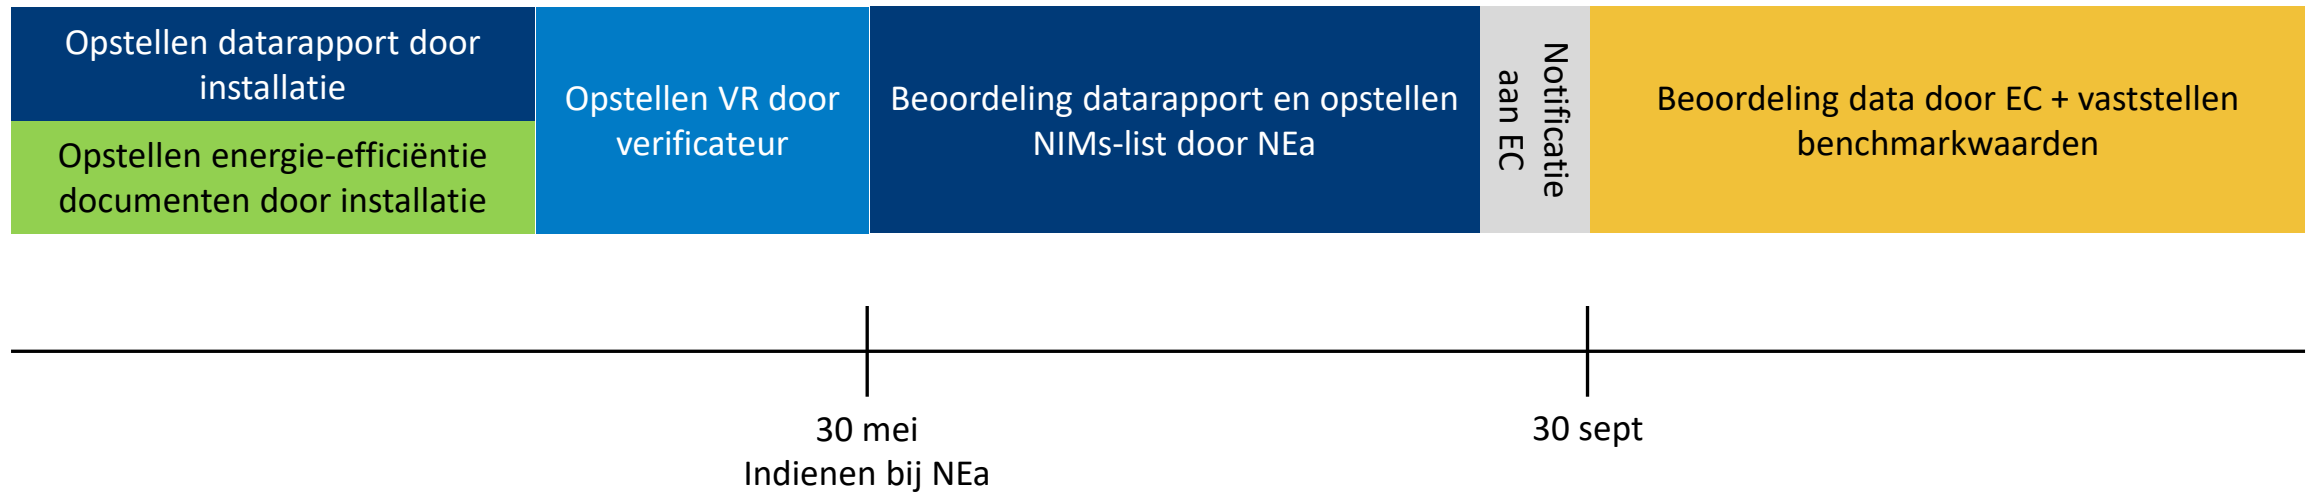 Opstellen datarapport door
installatie
Opstellen energie-efficiëntie
documenten door installatie
Opstellen VR door
verificateur
Beoordeling datarapport en opstellen
NIMs-list door NEa
Notificatie
aan EC
Beoordeling data door EC + vaststellen
benchmarkwaarden
30 mei
Indienen bij NEa
30 sept